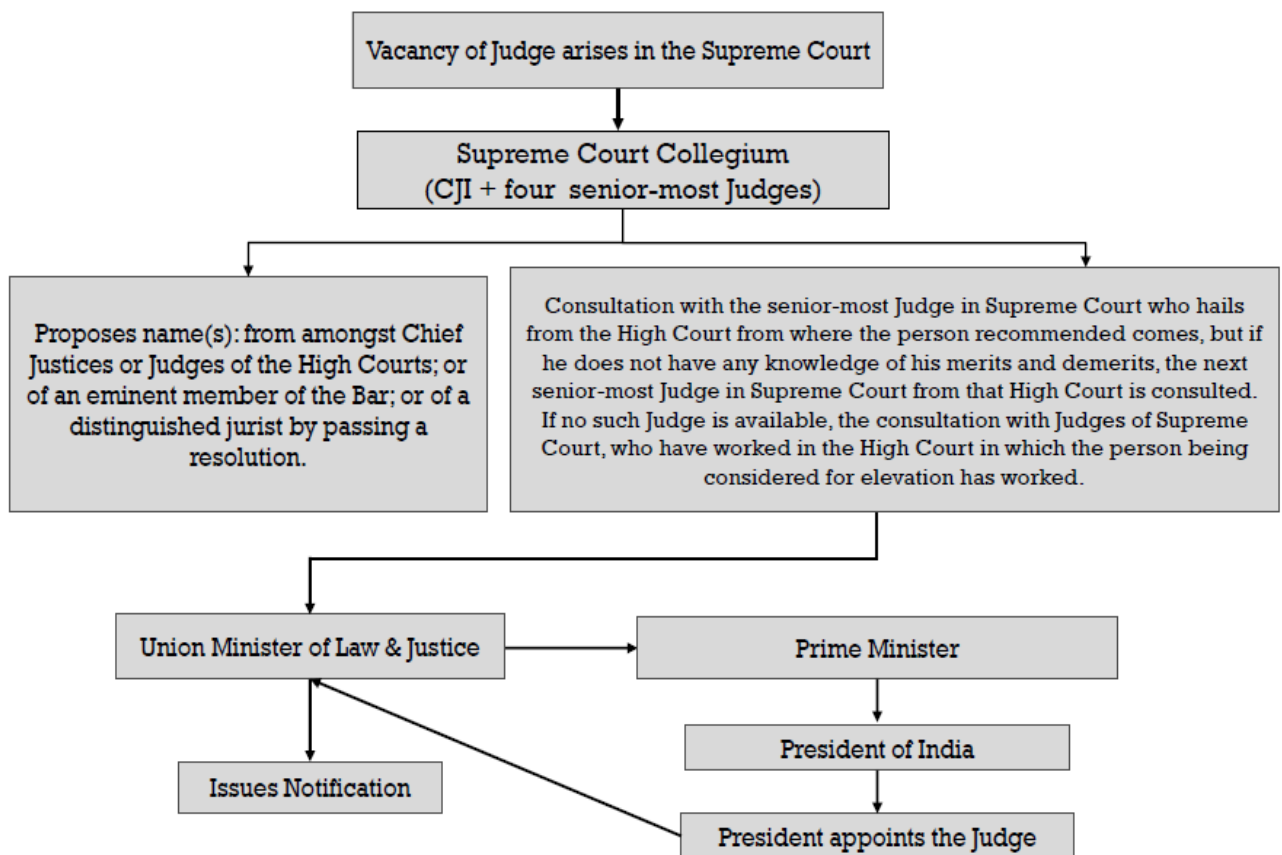 Vacancy of Judge arises in the Supreme Court
Supreme Court Collegium
(CJI + four senior-most Judges)
Proposes name(s): from amongst Chief
Justices or Judges of the High Courts; or
of an eminent member of the Bar; or of a
distinguished jurist by passing a
resolution.
Consultation with the senior-most Judge in Supreme Court who hails
from the High Court from where the person recommended comes, but if
he does not have any knowledge of his merits and demerits, the next
senior-most Judge in Supreme Court from that High Court is consulted.
If no such Judge is available, the consultation with Judges of Supreme
Court, who have worked in the High Court in which the person being
considered for elevation has worked.
Union Minister of Law & Justice
Prime Minister
President of India
Issues Notification
President appoints the Judge